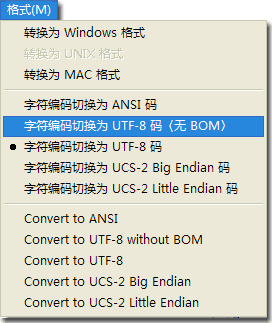 格式(M)
转换为 Windows 格式
转换为 UNIX 格式
转换为 MAC 格式
字符编码切换为 ANSI 码
字符编码切换为 UTF-8 码（无 BOM）
字符编码切换为 UTF-8 码
字符编码切换为 UCS-2 Big Endian 码
字符编码切换为 UCS-2 Little Endian 码
Convert to ANSI
Convert to UTF-8 without BOM
Convert to UTF-8
Convert to UCS-2 Big Endian
Convert to UCS-2 Little Endian